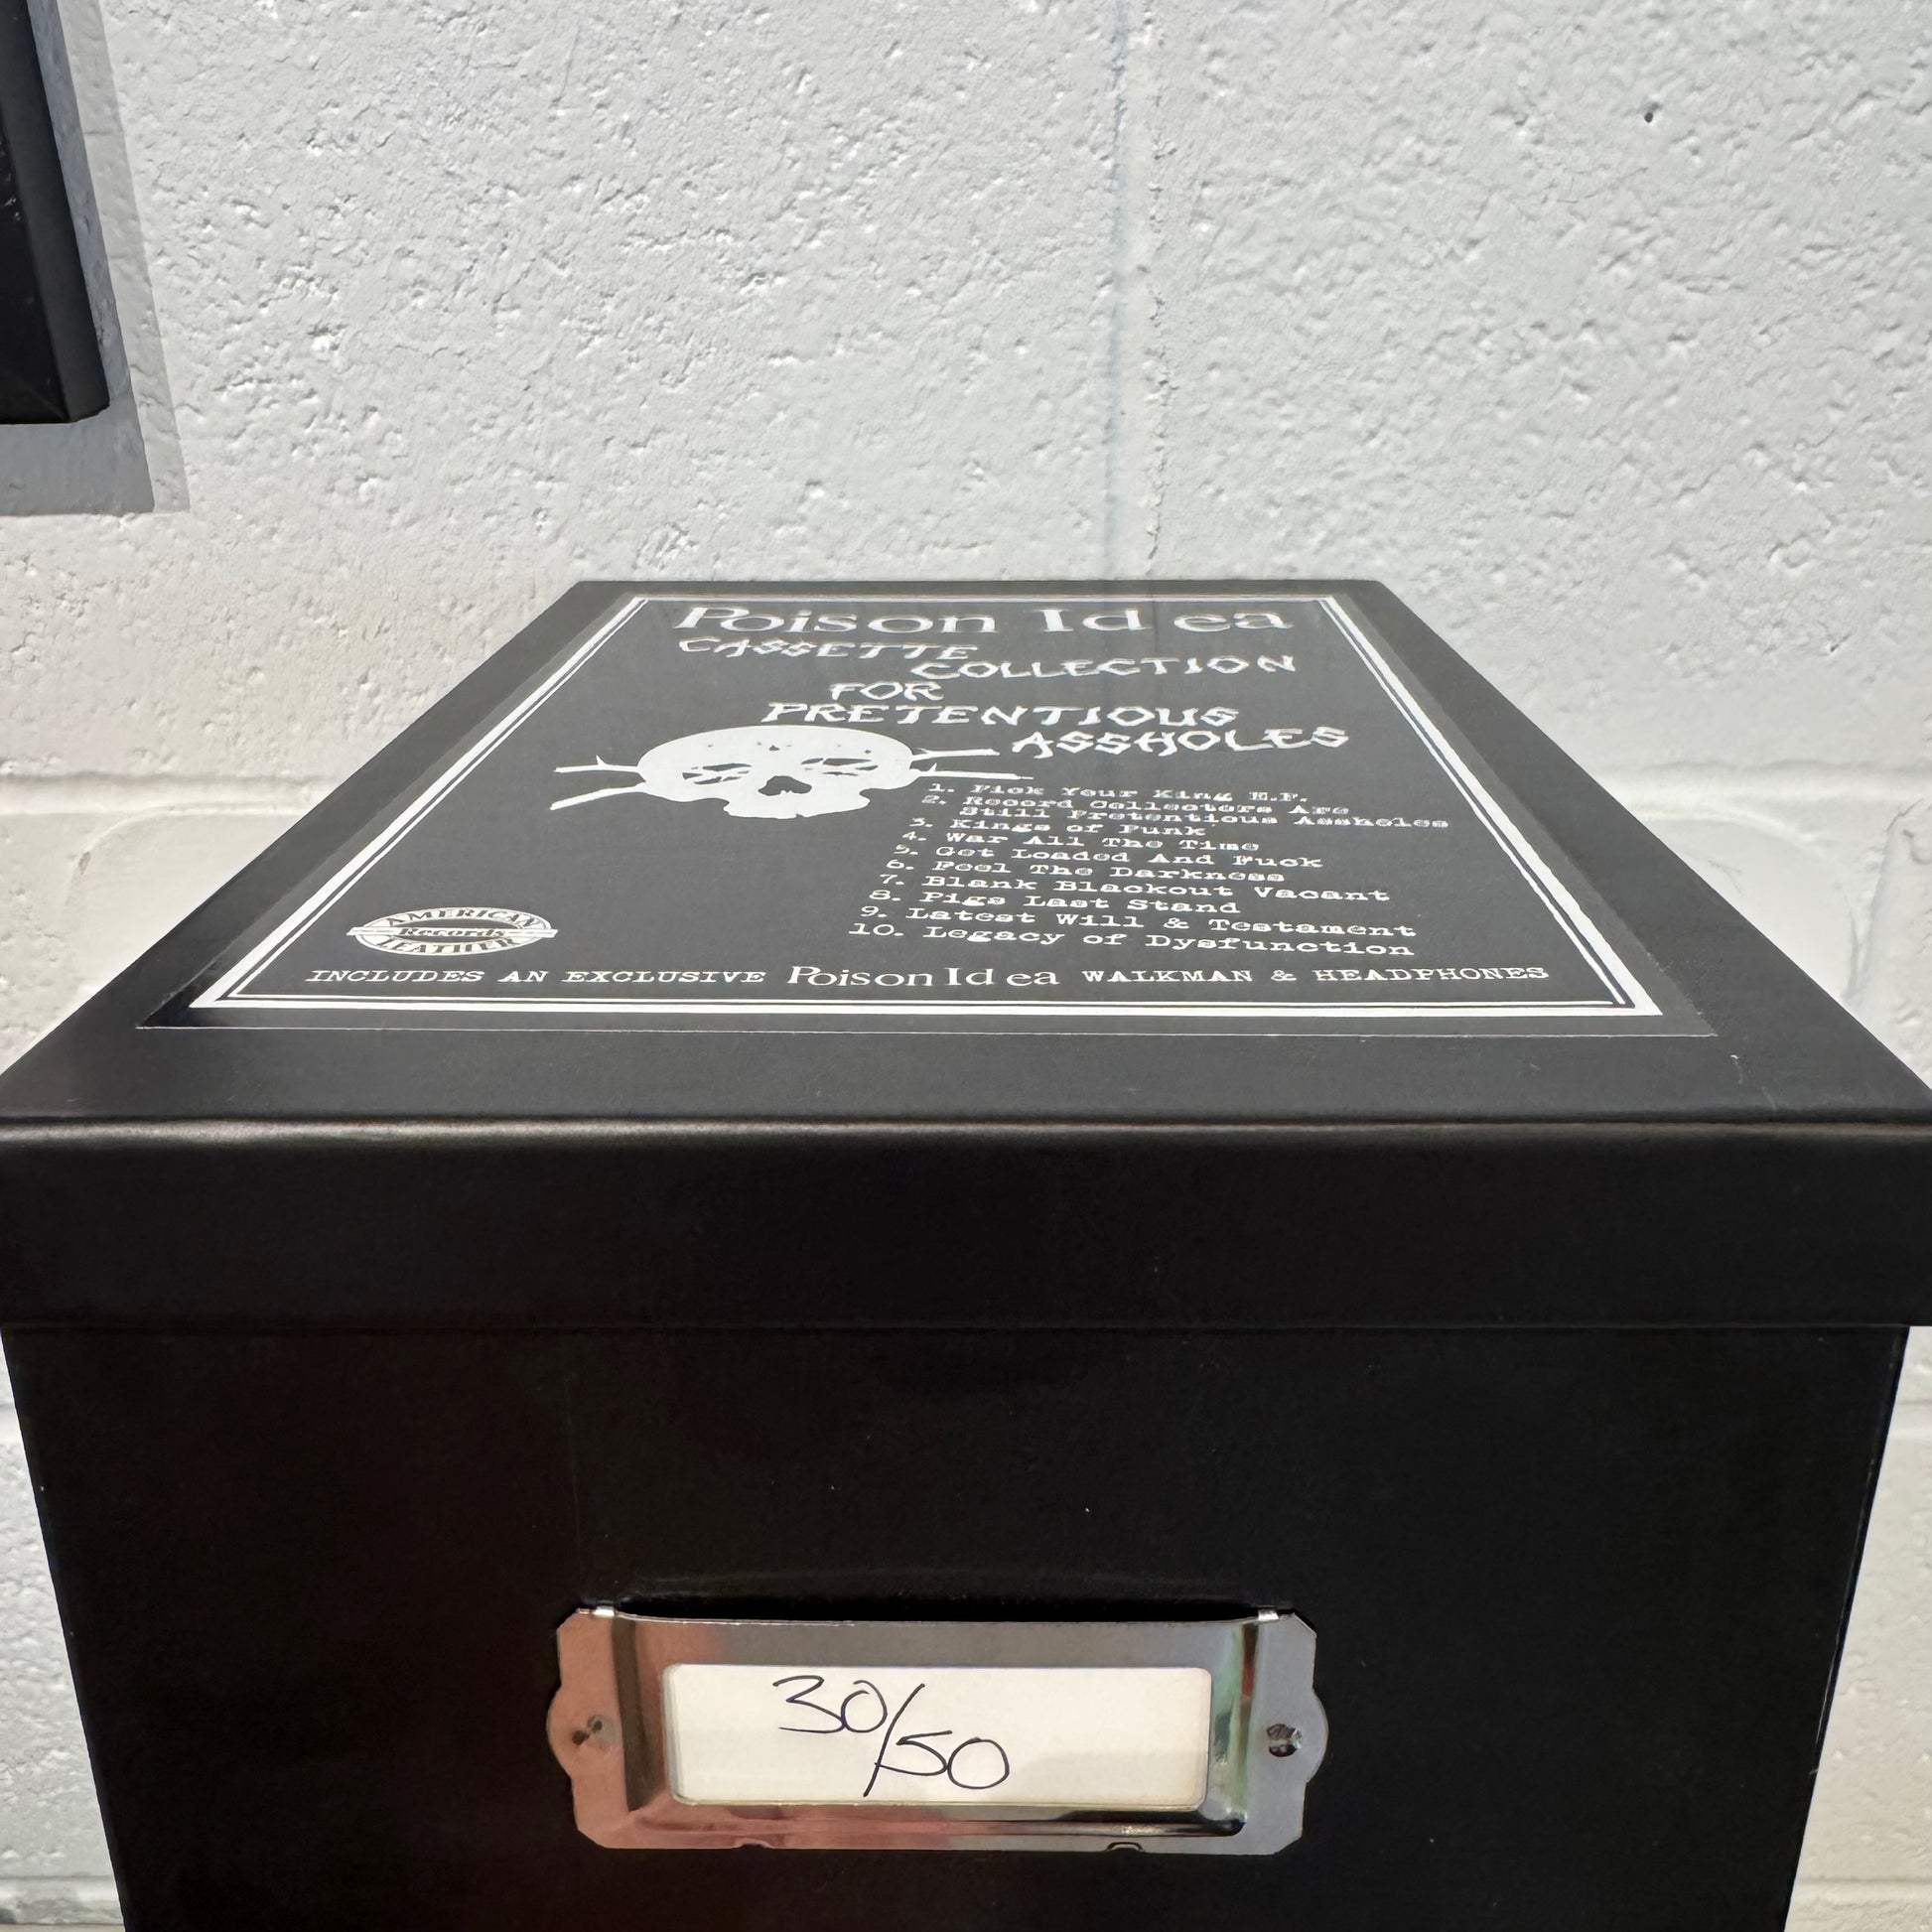 Poison Idea
CASSETTE
COLLECTION
FOR
PRETENTIOUS
ASSHOLES
1. Pick Your King E.P.
2. Record Collectors Are
Still Pretentious Assholes
3. Kings of Punk
4. War All The Time
5. Get Loaded And Fuck
6. Feel The Darkness
7. Blank Blackout Vacant
8. Pigs Last Stand
9. Latest Will & Testament
10. Legacy of Dysfunction
AMERICAN
Records
LEATHER
INCLUDES AN EXCLUSIVE Poison Idea WALKMAN & HEADPHONES
30/50